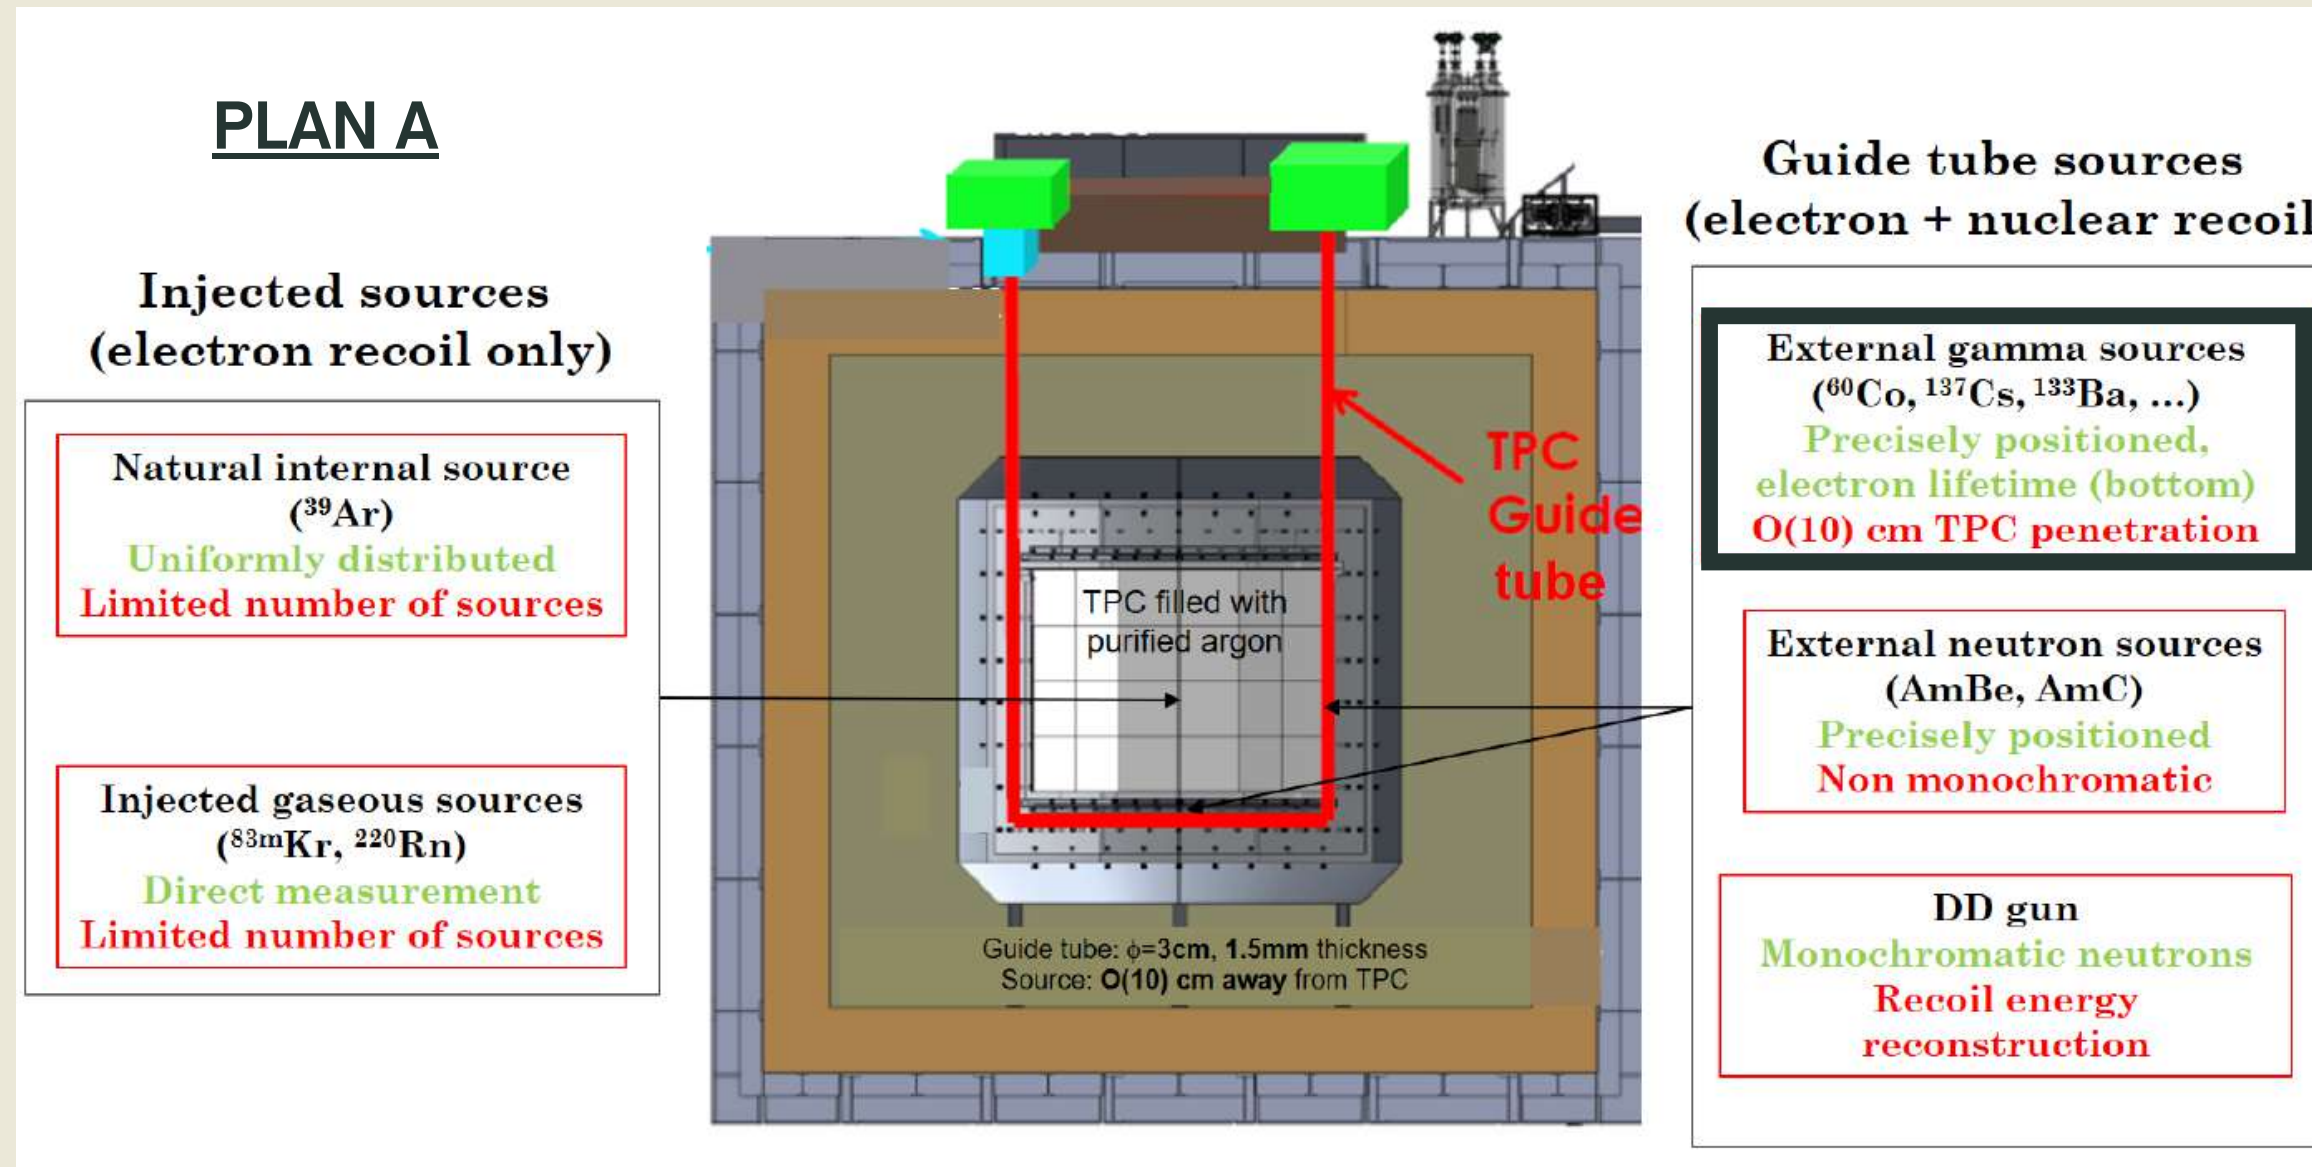 PLAN A
Injected sources
(electron recoil only)
Natural internal source
(³⁹Ar)
Uniformly distributed
Limited number of sources
Injected gaseous sources
(⁸³ᵐKr, ²²⁰Rn)
Direct measurement
Limited number of sources
TPC
Guide
tube
TPC filled with
purified argon
Guide tube: ϕ=3cm, 1.5mm thickness
Source: O(10) cm away from TPC
Guide tube sources
(electron + nuclear recoil
External gamma sources
(⁶⁰Co, ¹³⁷Cs, ¹³³Ba, ...)
Precisely positioned,
electron lifetime (bottom)
O(10) cm TPC penetration
External neutron sources
(AmBe, AmC)
Precisely positioned
Non monochromatic
DD gun
Monochromatic neutrons
Recoil energy
reconstruction